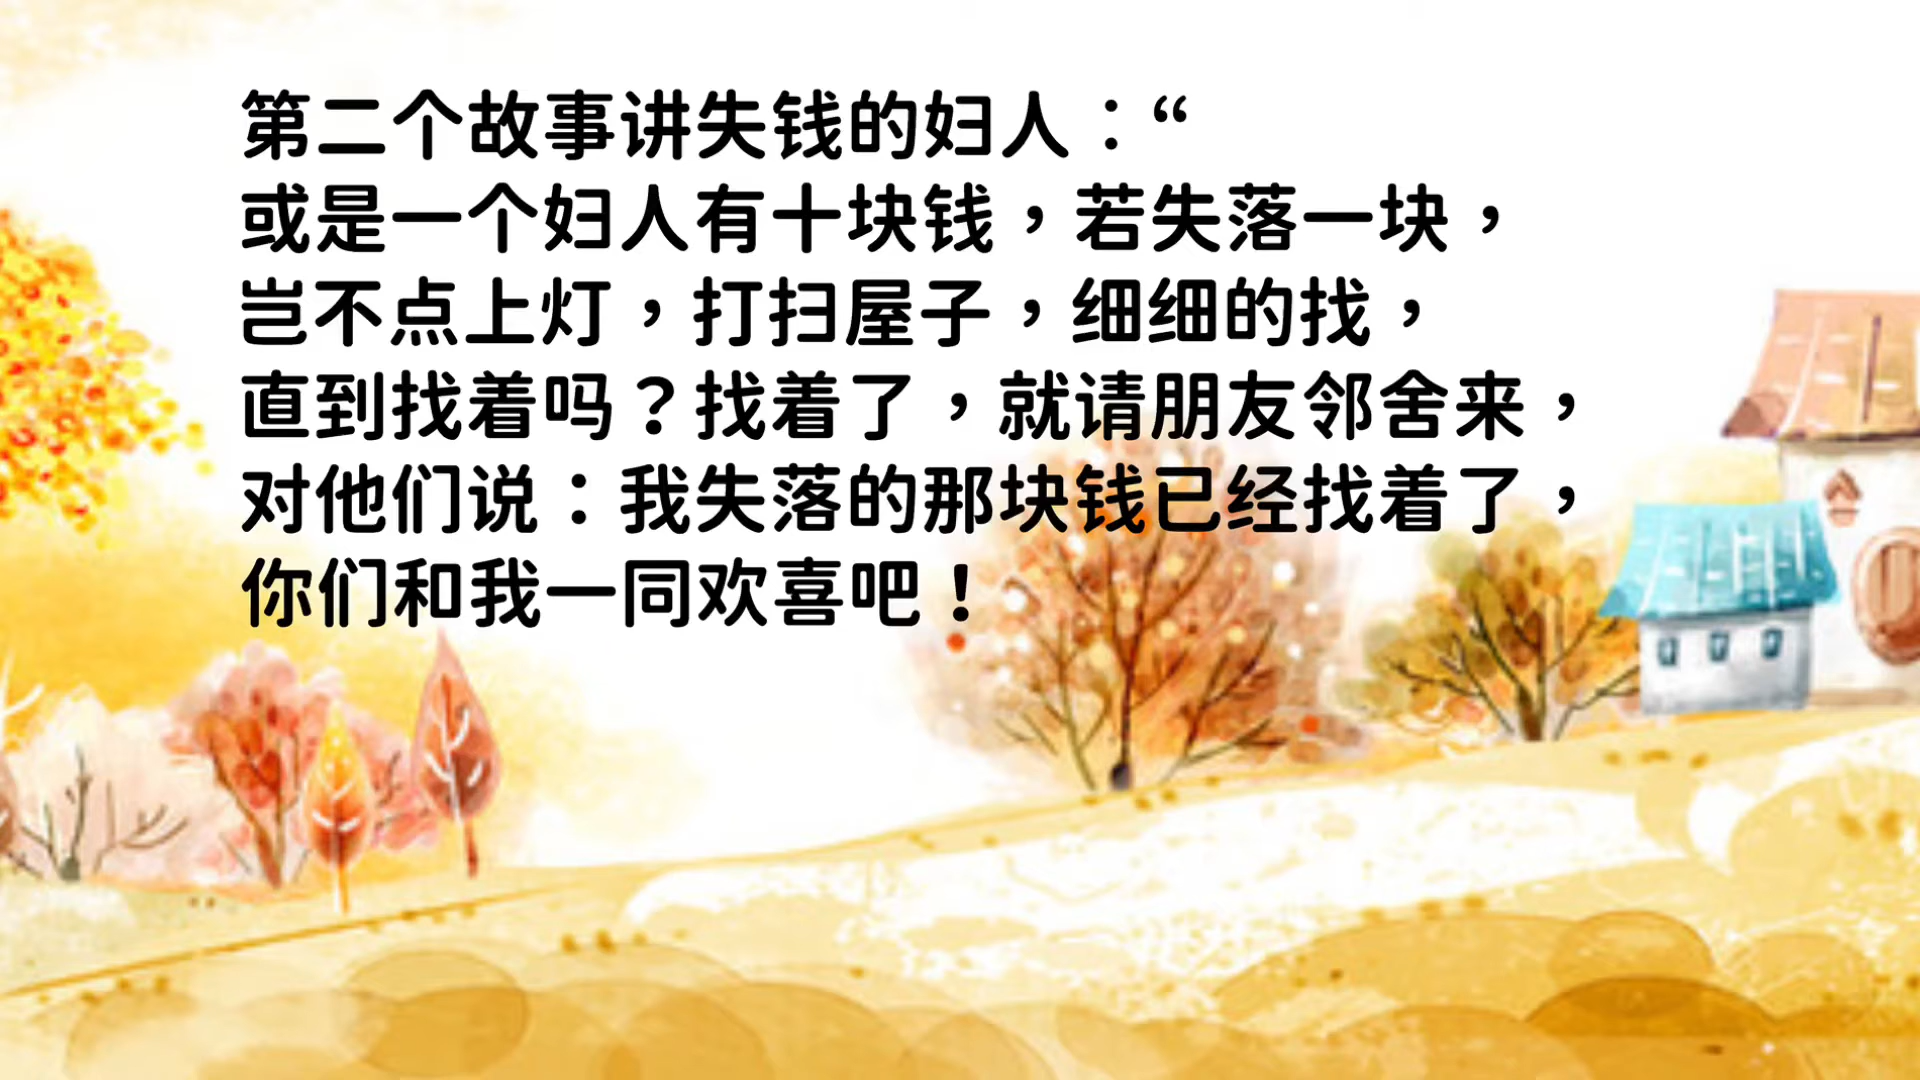 第二个故事讲失钱的妇人：“
或是一个妇人有十块钱，若失落一块，
岂不点上灯，打扫屋子，细细的找，
直到找着吗？找着了，就请朋友邻舍来，
对他们说：我失落的那块钱已经找着了，
你们和我一同欢喜吧！